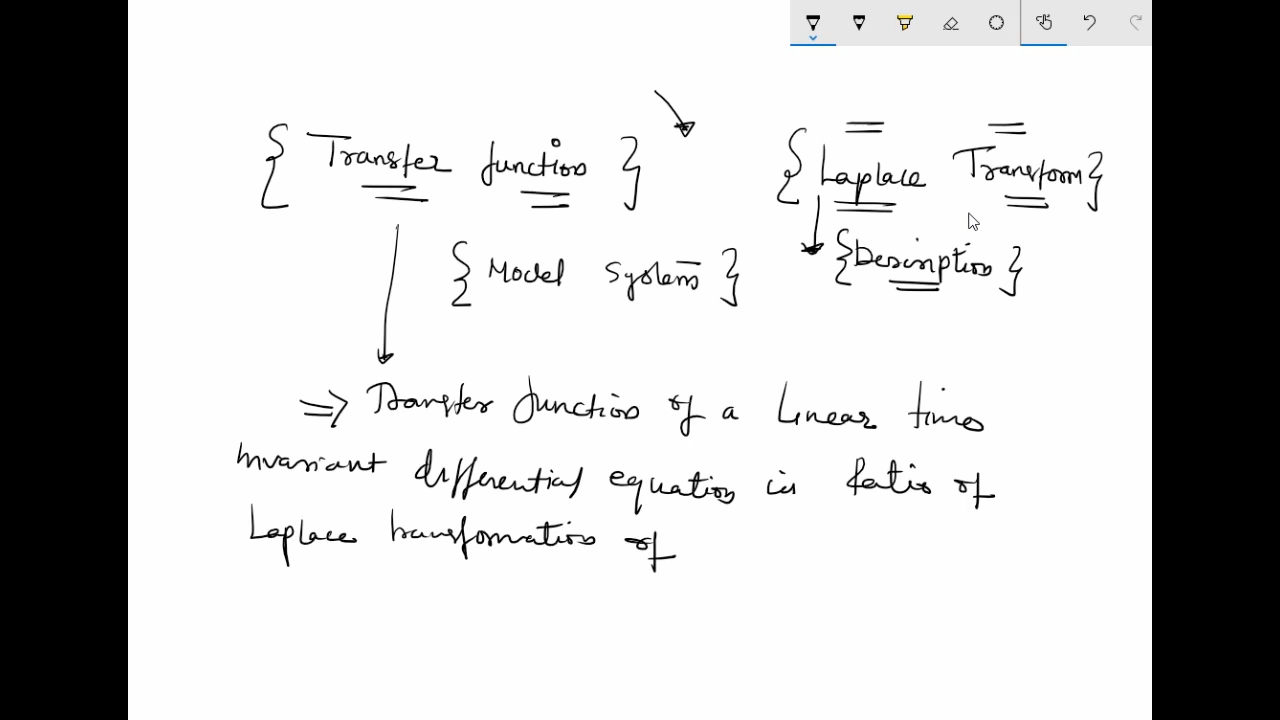 {Transfer function} {Laplace Transform}
{Model System} {Description}
⇒ Transfer function of a linear time
invariant differential equation is Ratio of
Laplace transformation of